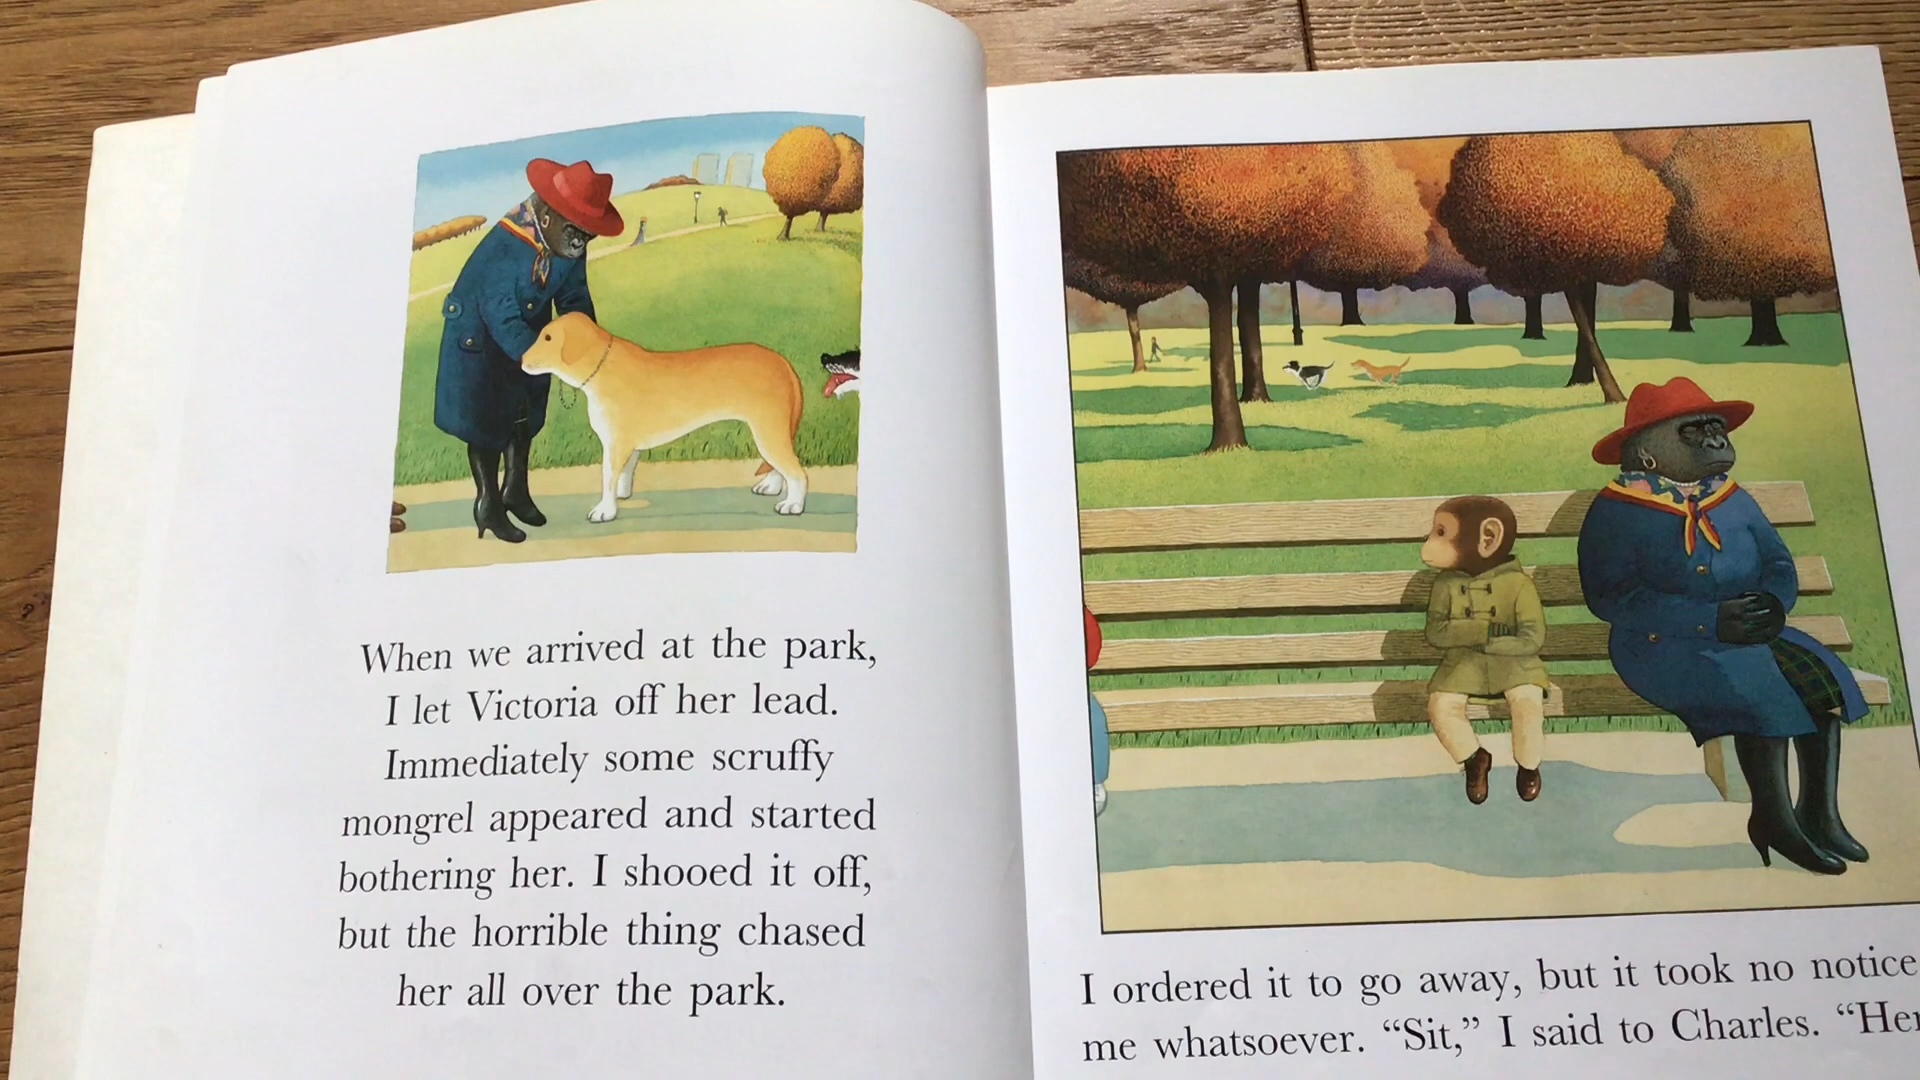 When we arrived at the park,
I let Victoria off her lead.
Immediately some scruffy
mongrel appeared and started
bothering her. I shooed it off,
but the horrible thing chased
her all over the park.
I ordered it to go away, but it took no notice
me whatsoever. “Sit,” I said to Charles.